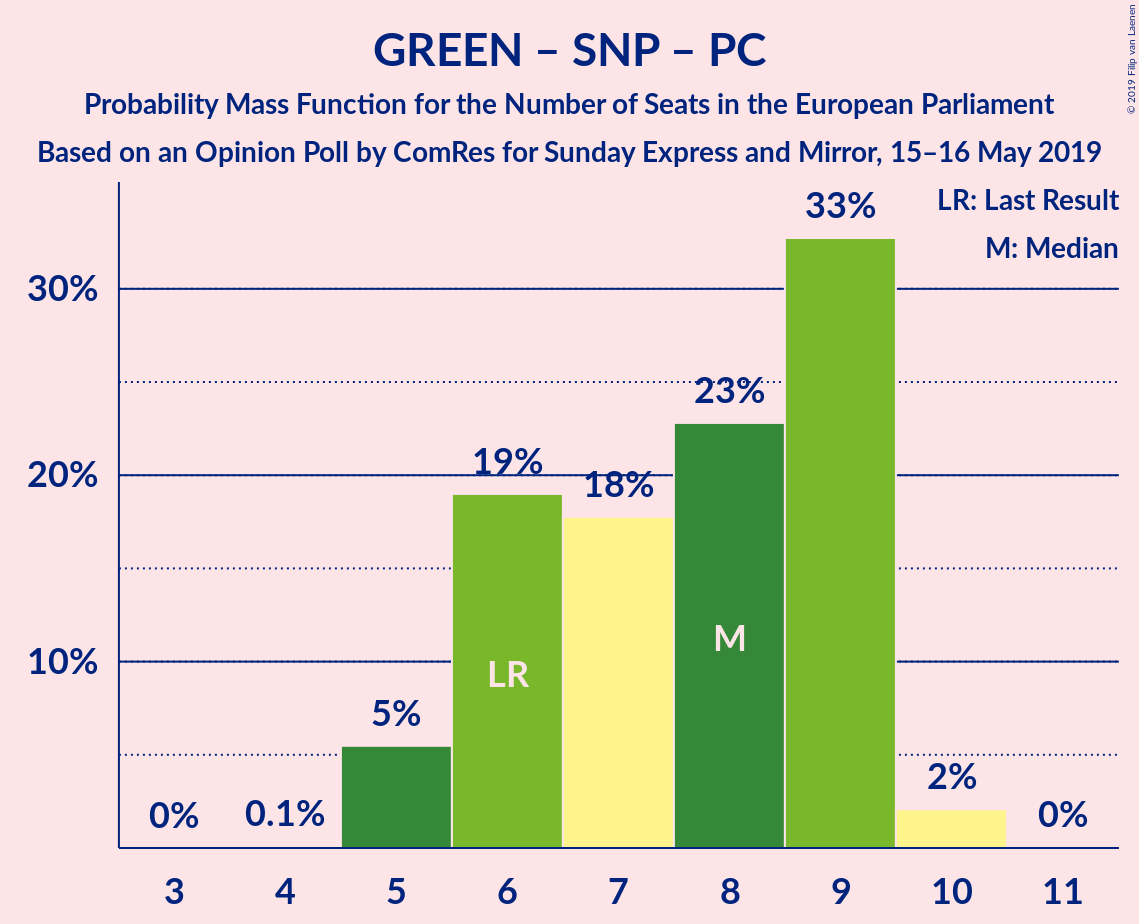 GREEN – SNP – PC
Probability Mass Function for the Number of Seats in the European Parliament
Based on an Opinion Poll by ComRes for Sunday Express and Mirror, 15–16 May 2019
© 2019 Filip van Laenen
LR: Last Result
M: Median
33%
30%
23%
20%
19%
18%
10%
M
LR
5%
2%
0%
0.1%
0%
3 4 5 6 7 8 9 10 11